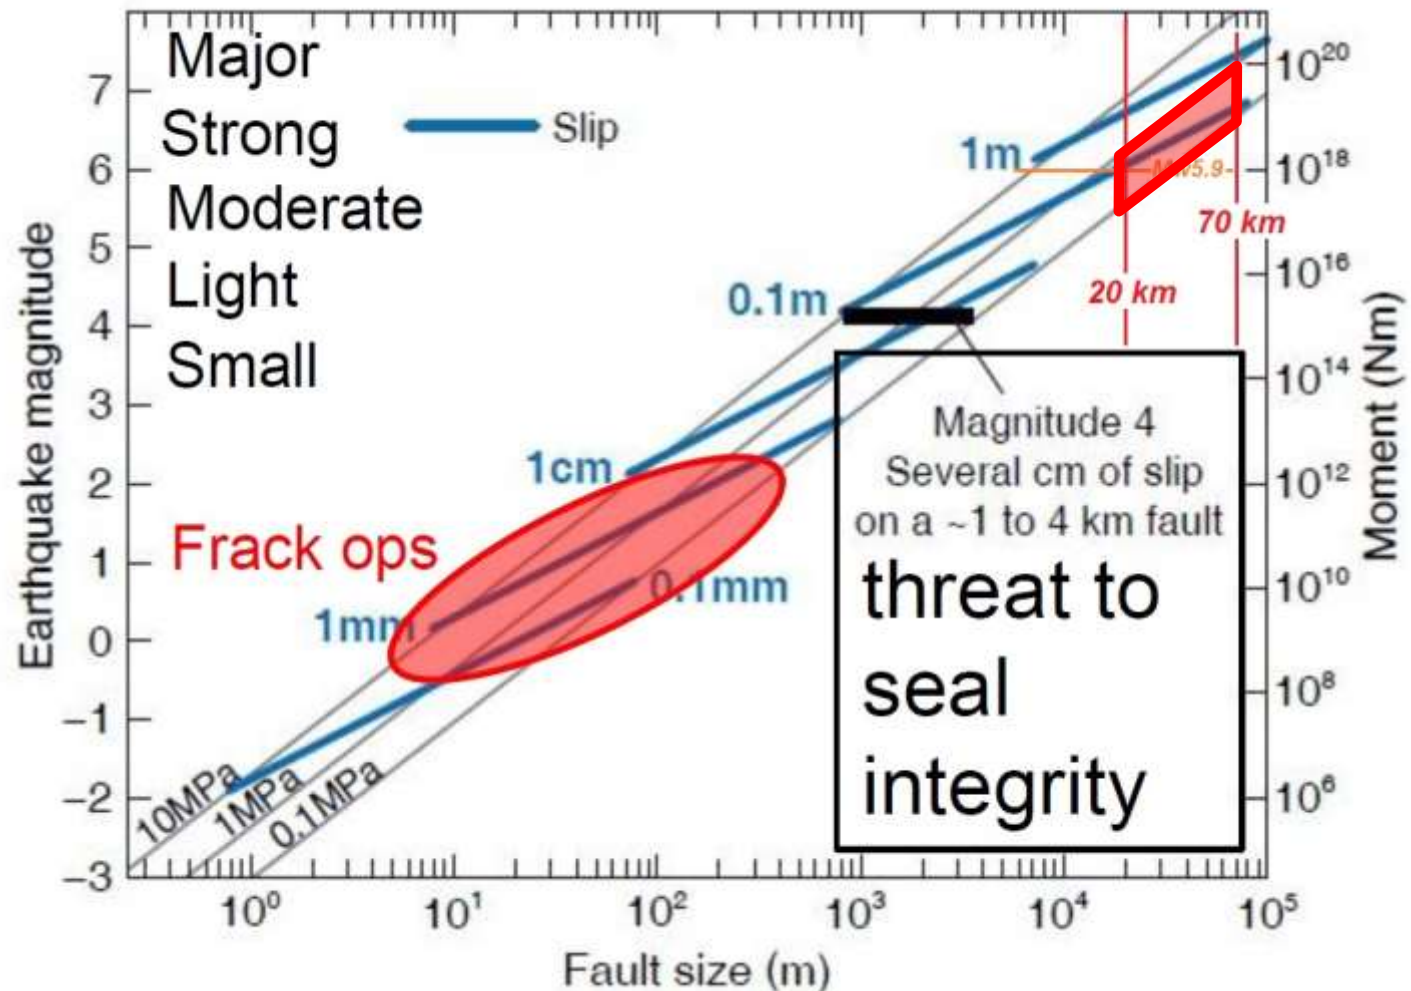 Earthquake magnitude
7
6
5
4
3
2
1
0
−1
−2
−3
Major
Strong
Moderate
Light
Small
Slip
1m
0.1m
1cm
1mm
0.1mm
Frack ops
10MPa
1MPa
0.1MPa
Mw5.9
20 km
70 km
Magnitude 4
Several cm of slip
on a ~1 to 4 km fault
threat to
seal
integrity
10²⁰
10¹⁸
10¹⁶
10¹⁴
10¹²
10¹⁰
10⁸
10⁶
Moment (Nm)
10⁰
10¹
10²
10³
10⁴
10⁵
Fault size (m)